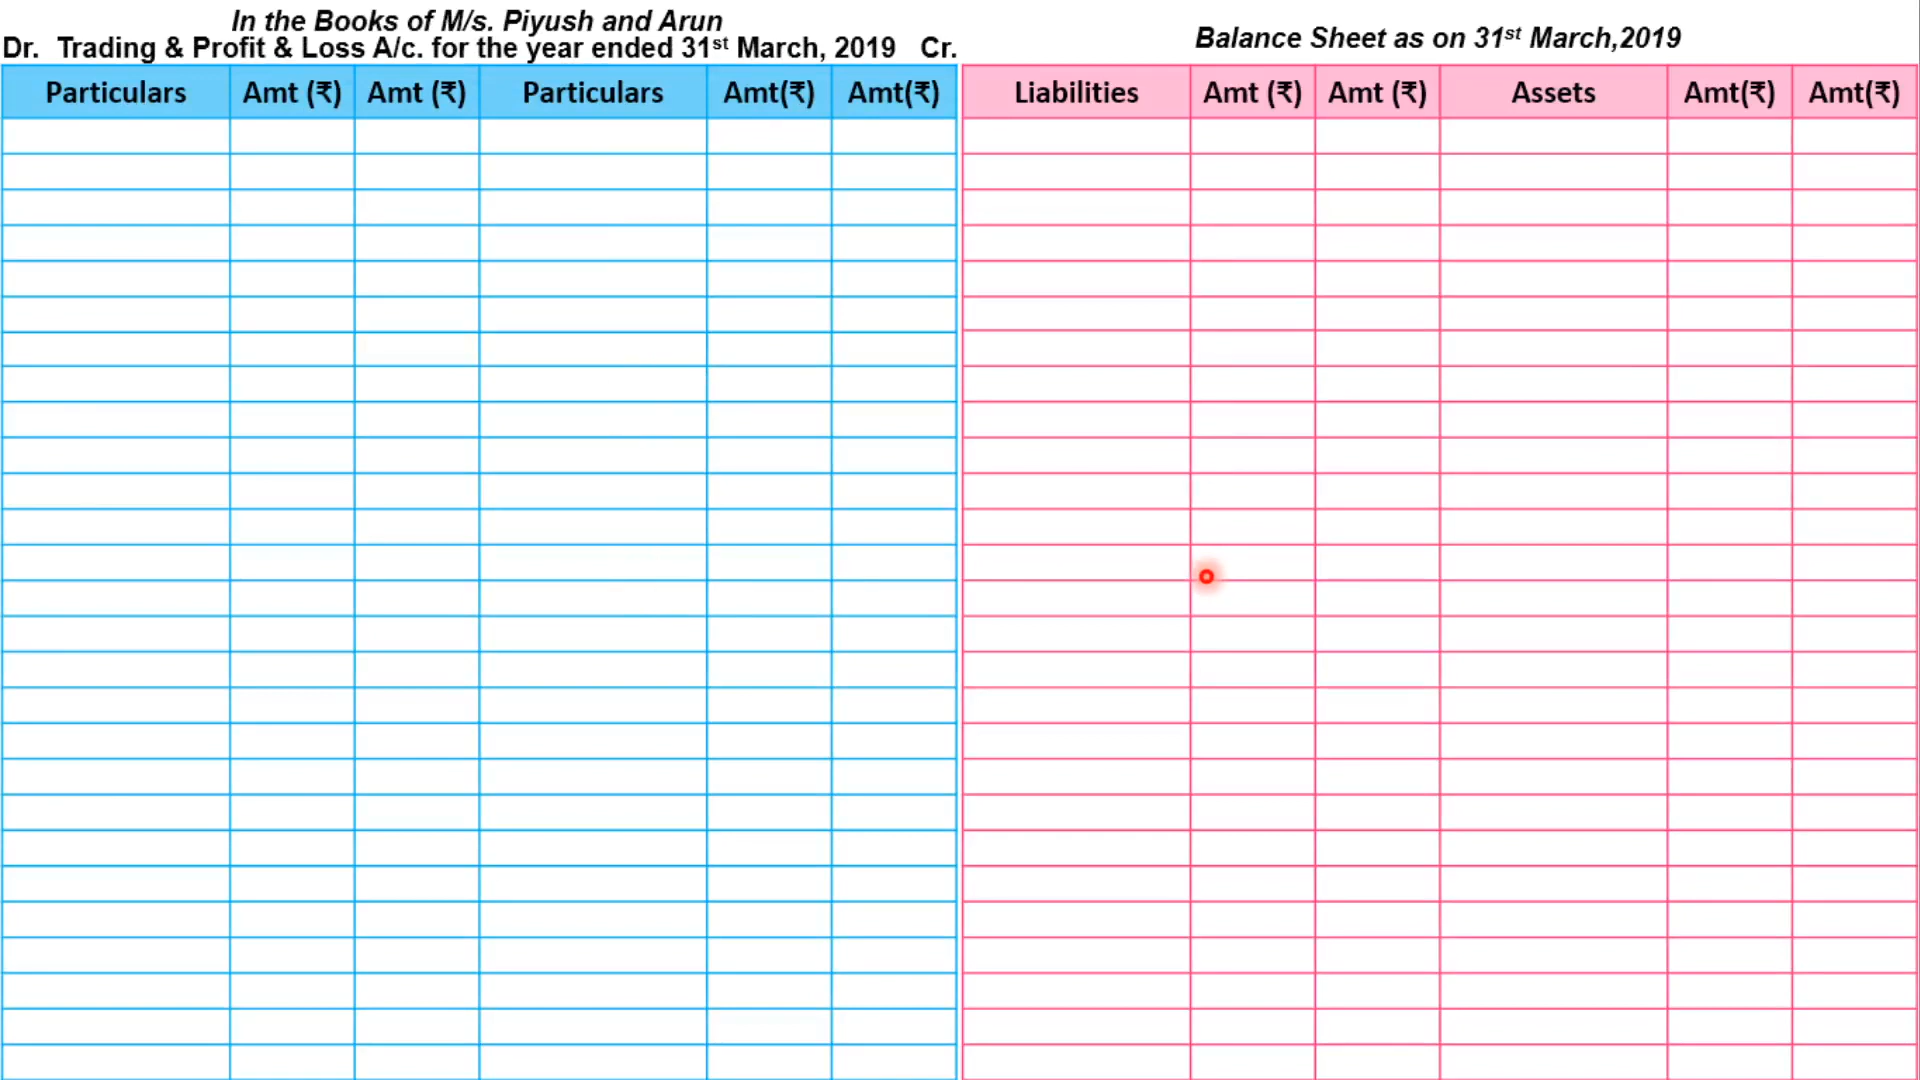 In the Books of M/s. Piyush and Arun
Dr. Trading & Profit & Loss A/c. for the year ended 31st March, 2019 Cr.
Particulars Amt (₹) Amt (₹) Particulars Amt(₹) Amt(₹)
Balance Sheet as on 31st March,2019
Liabilities Amt (₹) Amt (₹) Assets Amt(₹) Amt(₹)